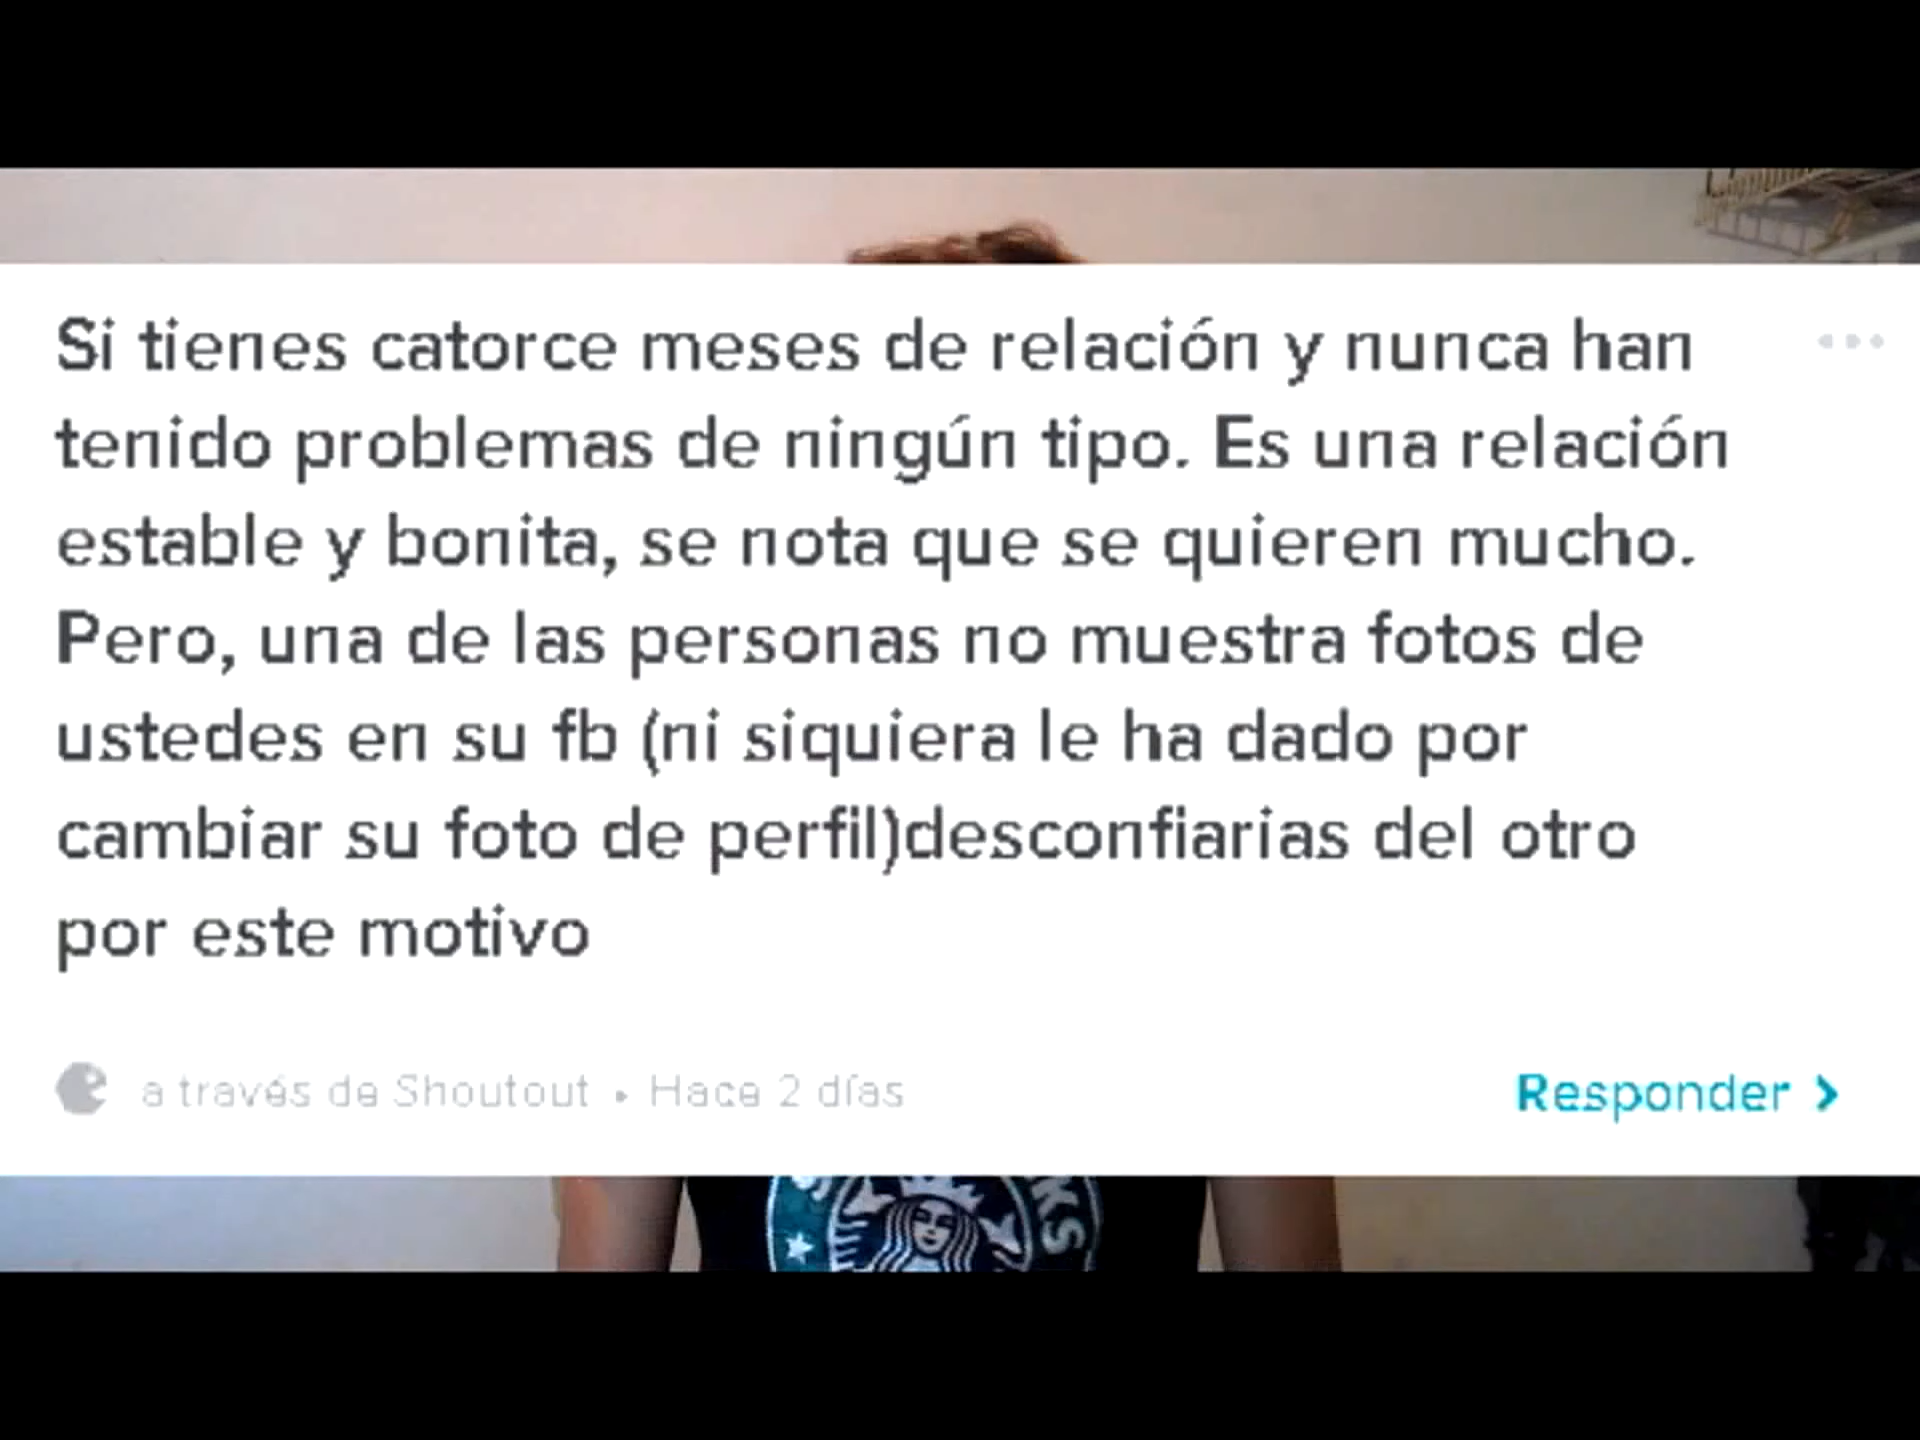 Si tienes catorce meses de relación y nunca han
tenido problemas de ningún tipo. Es una relación
estable y bonita, se nota que se quieren mucho.
Pero, una de las personas no muestra fotos de
ustedes en su fb (ni siquiera le ha dado por
cambiar su foto de perfil)desconfiarias del otro
por este motivo
a través de Shoutout • Hace 2 días
Responder